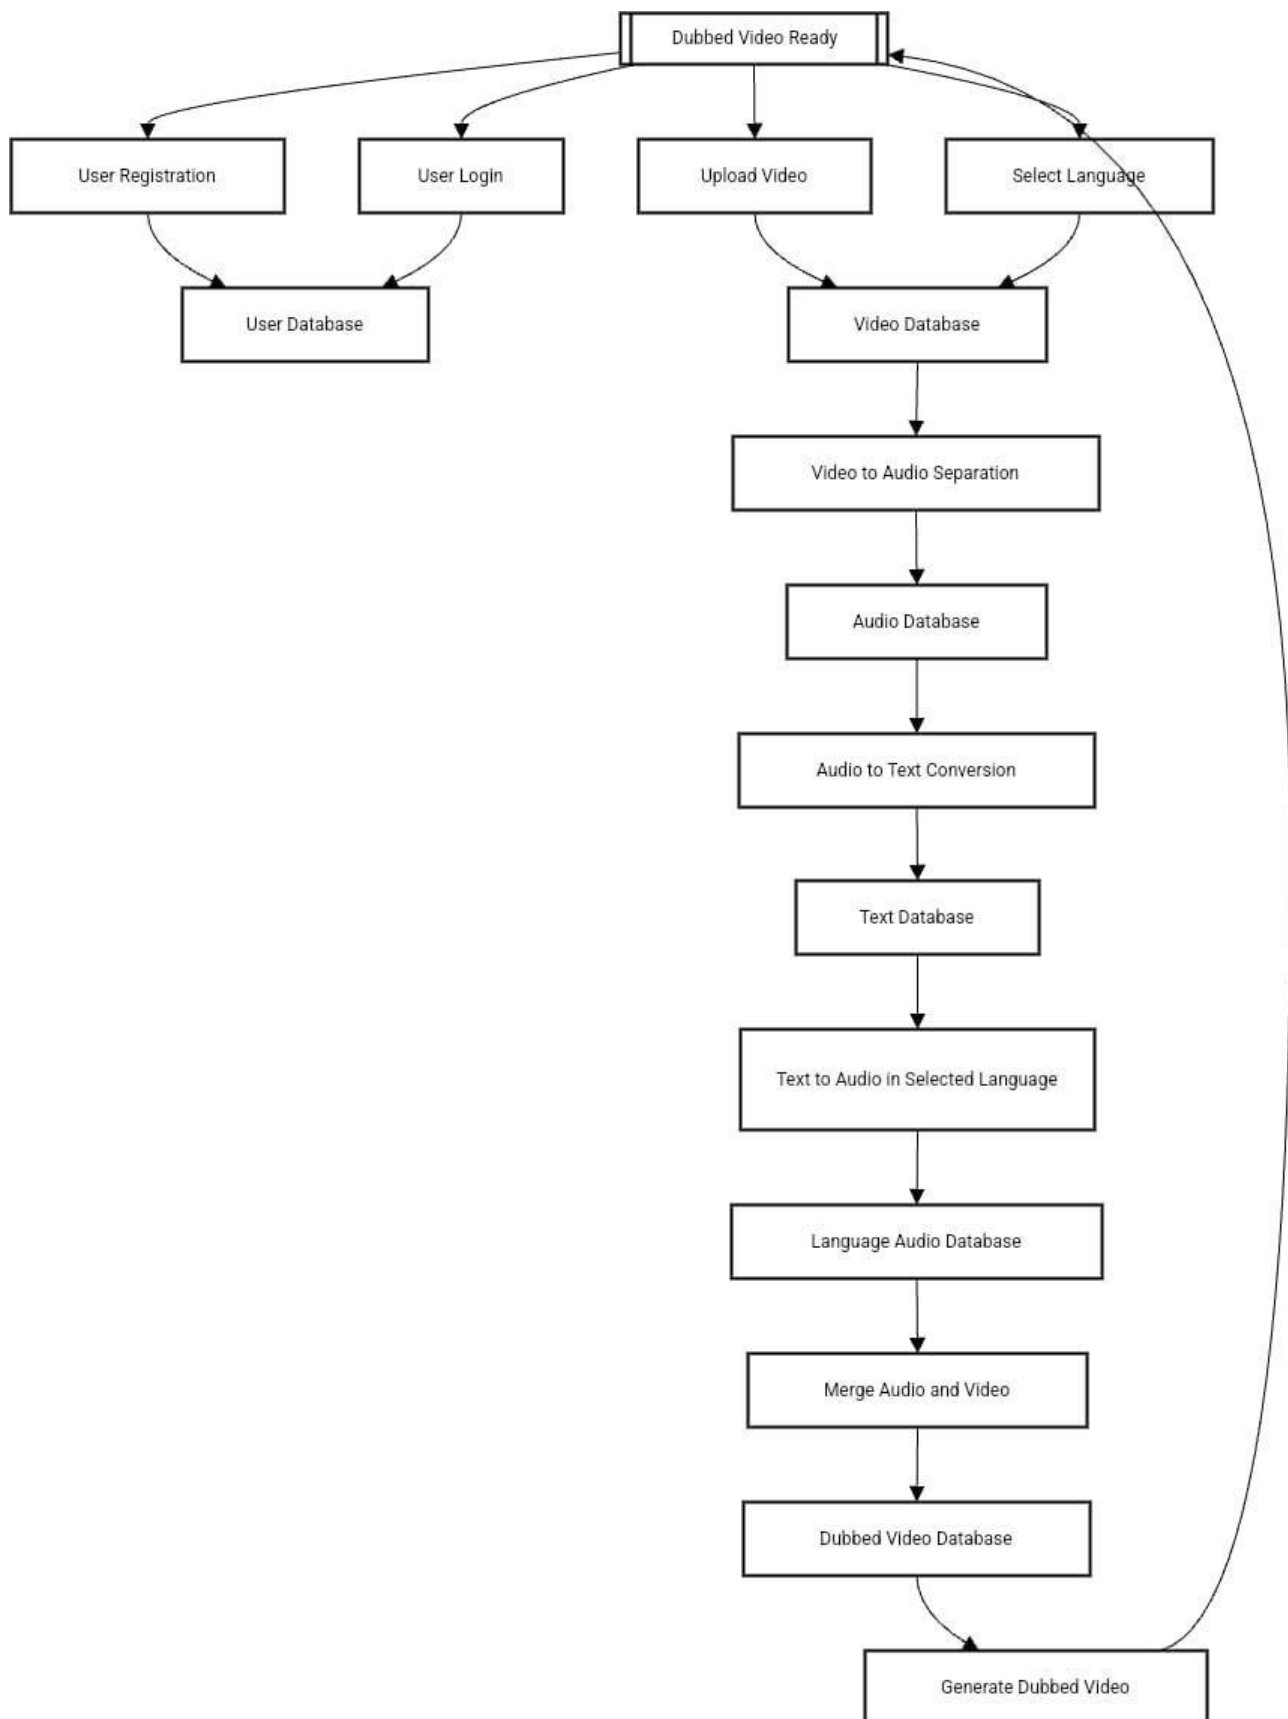 Dubbed Video Ready
User Registration
User Login
Upload Video
Select Language
User Database
Video Database
Video to Audio Separation
Audio Database
Audio to Text Conversion
Text Database
Text to Audio in Selected Language
Language Audio Database
Merge Audio and Video
Dubbed Video Database
Generate Dubbed Video